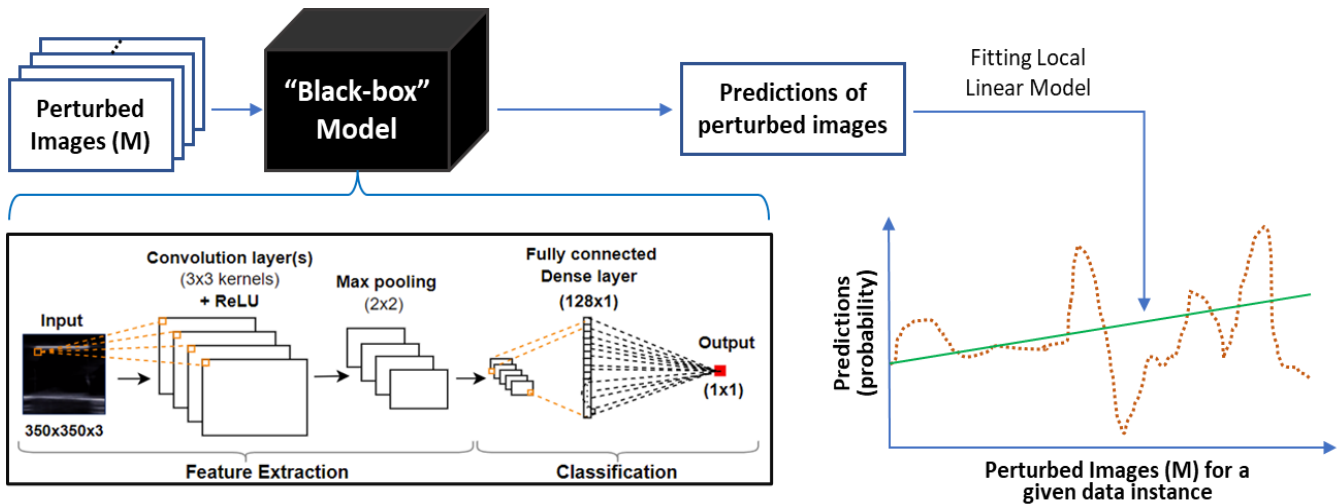 Perturbed
Images (M)
“Black-box”
Model
Predictions of
perturbed images
Fitting Local
Linear Model
Convolution layer(s)
(3x3 kernels)
+ ReLU
Max pooling
(2x2)
Fully connected
Dense layer
(128x1)
Input
Output
(1x1)
350x350x3
Feature Extraction
Classification
Predictions
(probability)
Perturbed Images (M) for a
given data instance